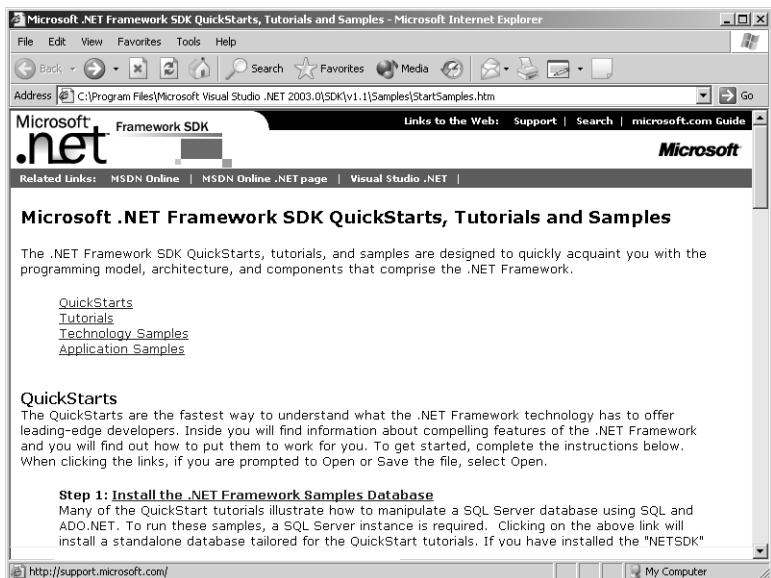 Microsoft .NET Framework SDK QuickStarts, Tutorials and Samples - Microsoft Internet Explorer
File Edit View Favorites Tools Help
Back Search Favorites Media
Address C:\Program Files\Microsoft Visual Studio .NET 2003.0\SDK\v1.1\Samples\StartSamples.htm Go
Microsoft .net Framework SDK
Links to the Web: Support | Search | microsoft.com Guide
Microsoft
Related Links: MSDN Online | MSDN Online .NET page | Visual Studio .NET |
Microsoft .NET Framework SDK QuickStarts, Tutorials and Samples
The .NET Framework SDK QuickStarts, tutorials, and samples are designed to quickly acquaint you with the
programming model, architecture, and components that comprise the .NET Framework.
QuickStarts
Tutorials
Technology Samples
Application Samples
QuickStarts
The QuickStarts are the fastest way to understand what the .NET Framework technology has to offer
leading-edge developers. Inside you will find information about compelling features of the .NET Framework
and you will find out how to put them to work for you. To get started, complete the instructions below.
When clicking the links, if you are prompted to Open or Save the file, select Open.
Step 1: Install the .NET Framework Samples Database
Many of the QuickStart tutorials illustrate how to manipulate a SQL Server database using SQL and
ADO.NET. To run these samples, a SQL Server instance is required. Clicking on the above link will
install a standalone database tailored for the QuickStart tutorials. If you have installed the "NETSDK"
http://support.microsoft.com/ My Computer